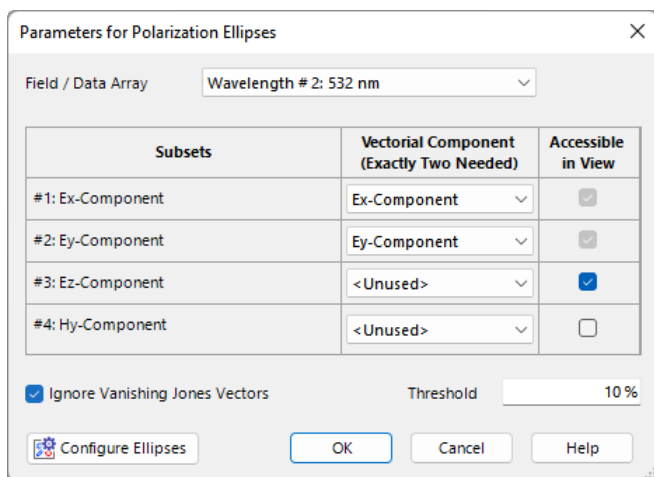 Parameters for Polarization Ellipses
Field / Data Array Wavelength # 2: 532 nm
Subsets Vectorial Component (Exactly Two Needed) Accessible in View
#1: Ex-Component Ex-Component
#2: Ey-Component Ey-Component
#3: Ez-Component <Unused>
#4: Hy-Component <Unused>
Ignore Vanishing Jones Vectors Threshold 10 %
Configure Ellipses OK Cancel Help